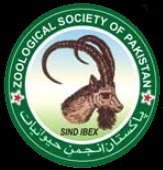 ZOOLOGICAL SOCIETY OF PAKISTAN
SIND IBEX
پاکستان انجمن حیوانیات